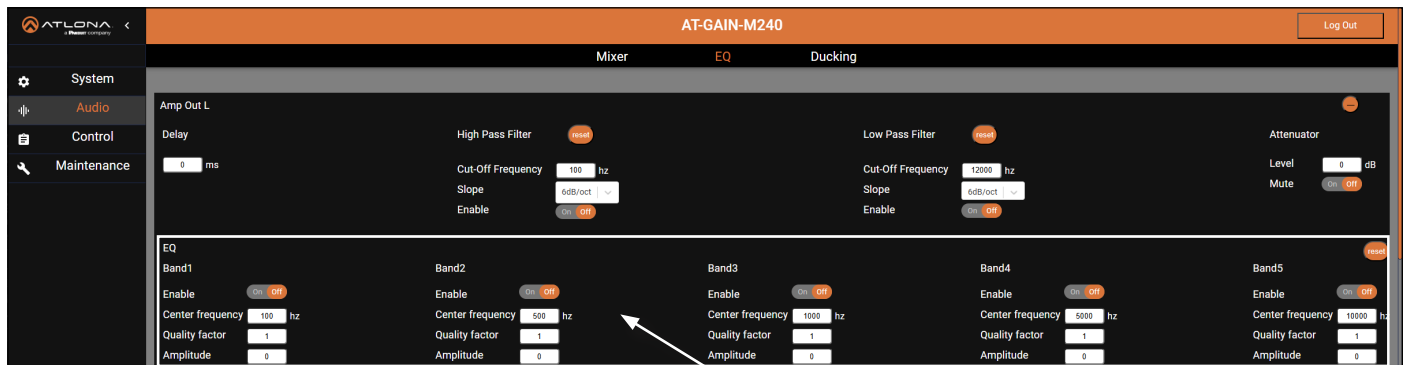 ATLONA
a Panduit company
AT-GAIN-M240
Log Out
Mixer EQ Ducking
System
Audio
Control
Maintenance
Amp Out L
Delay High Pass Filter reset Low Pass Filter reset Attenuator
0 ms Cut-Off Frequency 100 hz Cut-Off Frequency 12000 hz Level 0 dB
Slope 6dB/oct Slope 6dB/oct Mute On Off
Enable On Off Enable On Off
EQ reset
Band1 Band2 Band3 Band4 Band5
Enable On Off Enable On Off Enable On Off Enable On Off Enable On Off
Center frequency 100 hz Center frequency 500 hz Center frequency 1000 hz Center frequency 5000 hz Center frequency 10000 hz
Quality factor 1 Quality factor 1 Quality factor 1 Quality factor 1 Quality factor 1
Amplitude 0 Amplitude 0 Amplitude 0 Amplitude 0 Amplitude 0